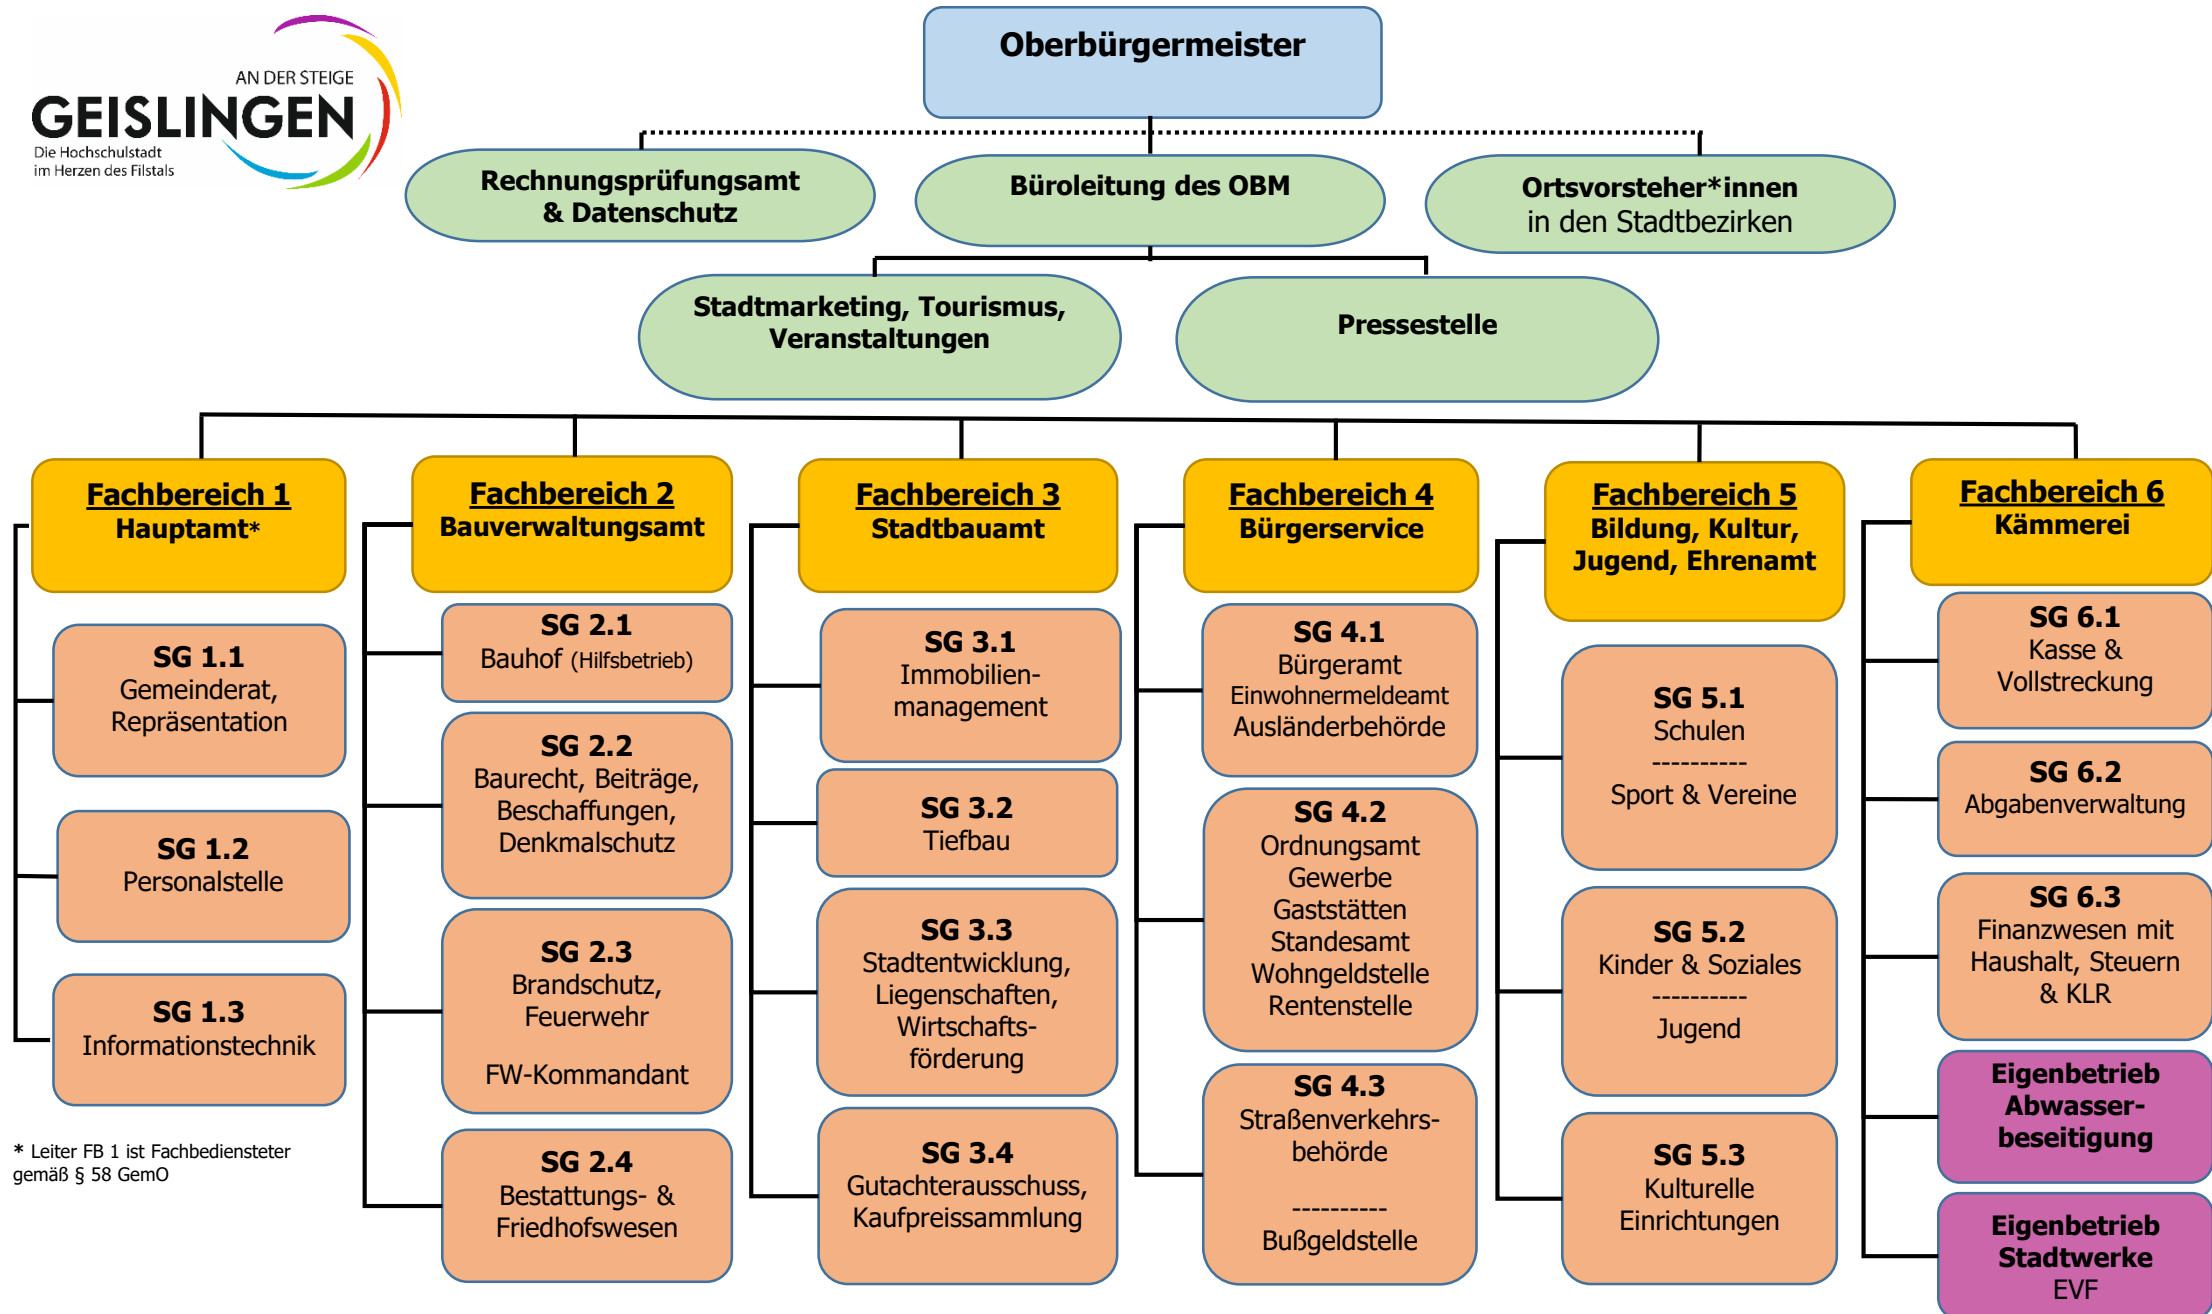 AN DER STEIGE
GEISLINGEN
Die Hochschulstadt
im Herzen des Filstals
Oberbürgermeister
Rechnungsprüfungsamt
& Datenschutz
Büroleitung des OBM
Ortsvorsteher*innen
in den Stadtbezirken
Stadtmarketing, Tourismus,
Veranstaltungen
Pressestelle
Fachbereich 1
Hauptamt*
SG 1.1
Gemeinderat,
Repräsentation
SG 1.2
Personalstelle
SG 1.3
Informationstechnik
* Leiter FB 1 ist Fachbediensteter
gemäß § 58 GemO
Fachbereich 2
Bauverwaltungsamt
SG 2.1
Bauhof (Hilfsbetrieb)
SG 2.2
Baurecht, Beiträge,
Beschaffungen,
Denkmalschutz
SG 2.3
Brandschutz,
Feuerwehr
FW-Kommandant
SG 2.4
Bestattungs- &
Friedhofswesen
Fachbereich 3
Stadtbauamt
SG 3.1
Immobilien-
management
SG 3.2
Tiefbau
SG 3.3
Stadtentwicklung,
Liegenschaften,
Wirtschafts-
förderung
SG 3.4
Gutachterausschuss,
Kaufpreissammlung
Fachbereich 4
Bürgerservice
SG 4.1
Bürgeramt
Einwohnermeldeamt
Ausländerbehörde
SG 4.2
Ordnungsamt
Gewerbe
Gaststätten
Standesamt
Wohngeldstelle
Rentenstelle
SG 4.3
Straßenverkehrs-
behörde
----------
Bußgeldstelle
Fachbereich 5
Bildung, Kultur,
Jugend, Ehrenamt
SG 5.1
Schulen
----------
Sport & Vereine
SG 5.2
Kinder & Soziales
----------
Jugend
SG 5.3
Kulturelle
Einrichtungen
Fachbereich 6
Kämmerei
SG 6.1
Kasse &
Vollstreckung
SG 6.2
Abgabenverwaltung
SG 6.3
Finanzwesen mit
Haushalt, Steuern
& KLR
Eigenbetrieb
Abwasser-
beseitigung
Eigenbetrieb
Stadtwerke
EVF